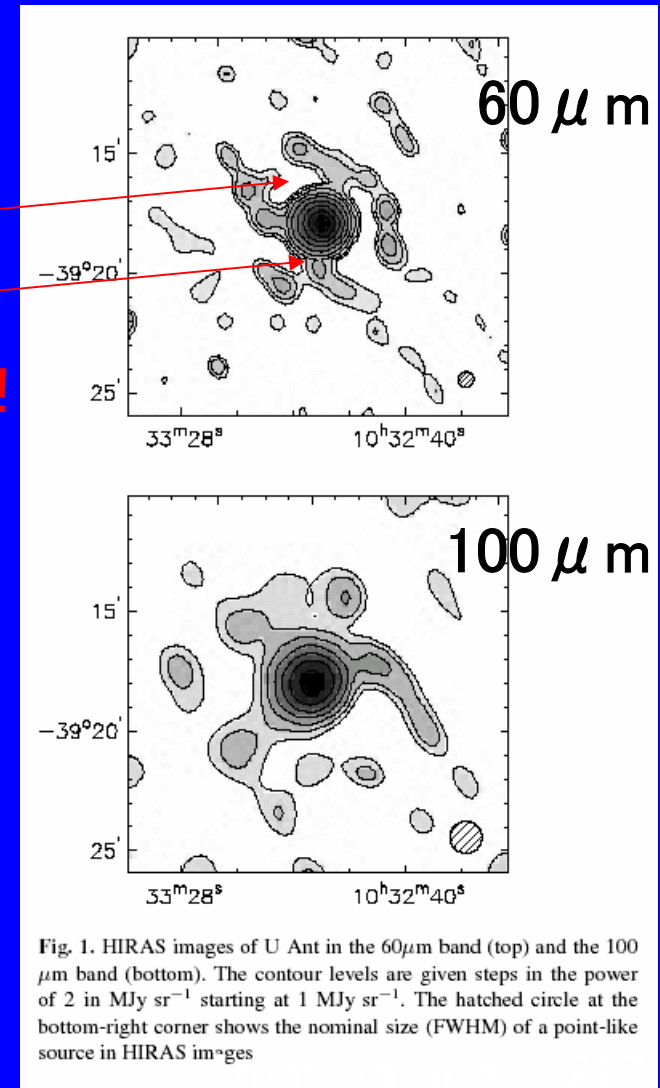 60μm
15'
−39°20'
!
25'
33ᵐ28ˢ 10ʰ32ᵐ40ˢ
100μm
15'
−39°20'
25'
33ᵐ28ˢ 10ʰ32ᵐ40ˢ
Fig. 1. HIRAS images of U Ant in the 60μm band (top) and the 100
μm band (bottom). The contour levels are given steps in the power
of 2 in MJy sr⁻¹ starting at 1 MJy sr⁻¹. The hatched circle at the
bottom-right corner shows the nominal size (FWHM) of a point-like
source in HIRAS images